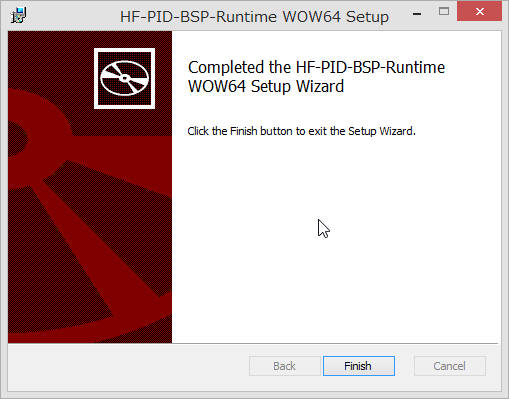 HF-PID-BSP-Runtime WOW64 Setup
Completed the HF-PID-BSP-Runtime
WOW64 Setup Wizard
Click the Finish button to exit the Setup Wizard.
Back
Finish
Cancel